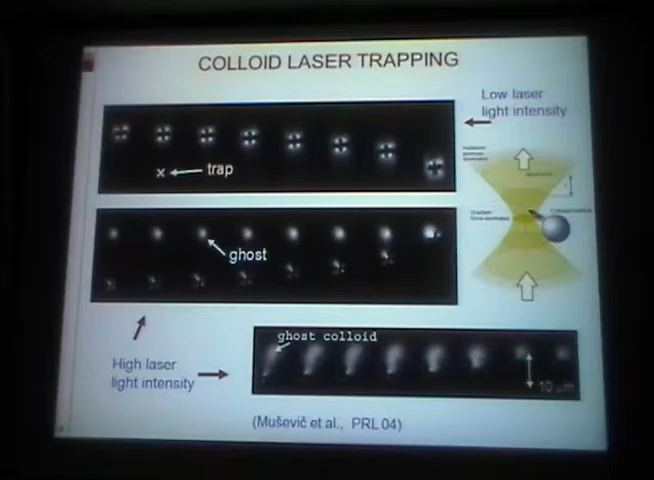 COLLOID LASER TRAPPING
Low laser
light intensity
trap
ghost
ghost colloid
High laser
light intensity
10 μm
(Muševič et al., PRL 04)